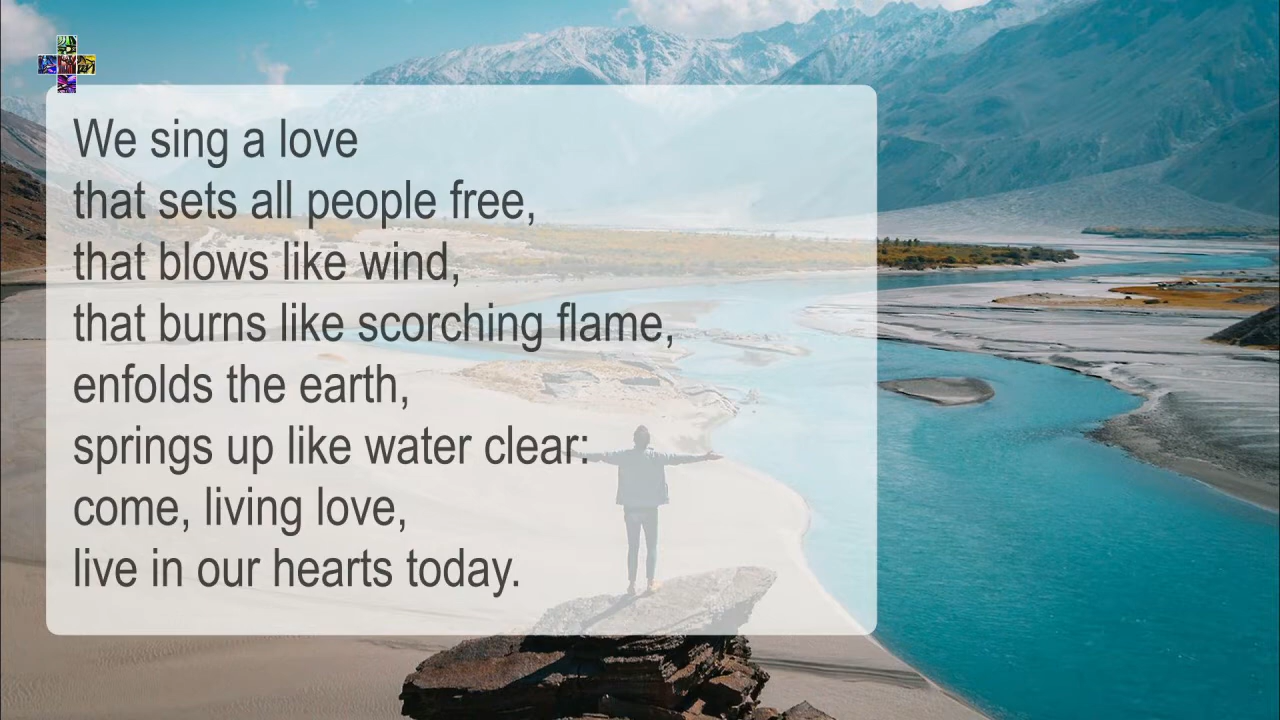 We sing a love
that sets all people free,
that blows like wind,
that burns like scorching flame,
enfolds the earth,
springs up like water clear:
come, living love,
live in our hearts today.